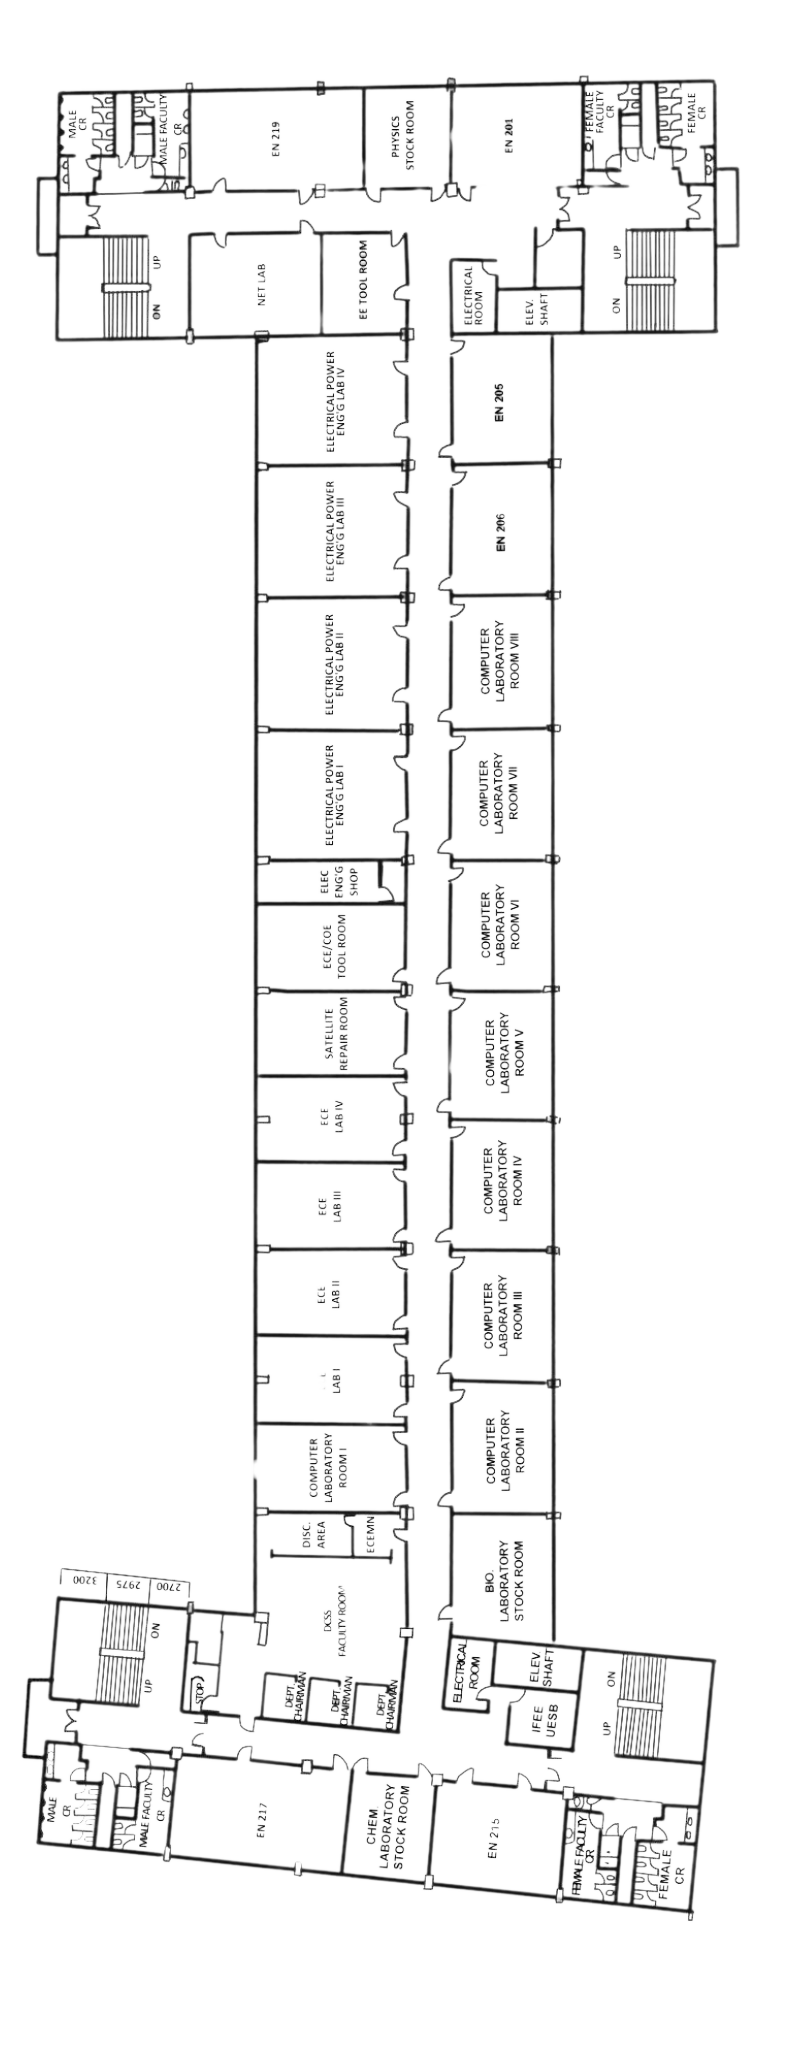 MALE
CR
MALE FACULTY
CR
EN 219
PHYSICS
STOCK ROOM
EN 201
FEMALE
FACULTY
CR
FEMALE
CR
UP
ON
NET LAB
EE TOOL ROOM
ELECTRICAL
ROOM
ELEV.
SHAFT
UP
ON
ELECTRICAL POWER
ENG'G LAB IV
EN 205
ELECTRICAL POWER
ENG'G LAB III
EN 206
ELECTRICAL POWER
ENG'G LAB II
COMPUTER
LABORATORY
ROOM VIII
ELECTRICAL POWER
ENG'G LAB I
COMPUTER
LABORATORY
ROOM VII
ELEC
ENG'G
SHOP
ECE/COE
TOOL ROOM
COMPUTER
LABORATORY
ROOM VI
SATELLITE
REPAIR ROOM
COMPUTER
LABORATORY
ROOM V
ECE
LAB IV
ECE
LAB III
COMPUTER
LABORATORY
ROOM IV
ECE
LAB II
COMPUTER
LABORATORY
ROOM III
LAB I
COMPUTER
LABORATORY
ROOM II
COMPUTER
LABORATORY
ROOM I
DISC.
AREA
ECEMN
BIO.
LABORATORY
STOCK ROOM
3200
2975
2700
DCSS
FACULTY ROOM
ON
UP
STOP
DEPT.
CHAIRMAN
DEPT.
CHAIRMAN
DEPT.
CHAIRMAN
ELECTRICAL
ROOM
ELEV.
SHAFT
IFEE
UESB
ON
UP
MALE
CR
MALE FACULTY
CR
EN 217
CHEM.
LABORATORY
STOCK ROOM
EN 215
FEMALE FACULTY
CR
FEMALE
CR